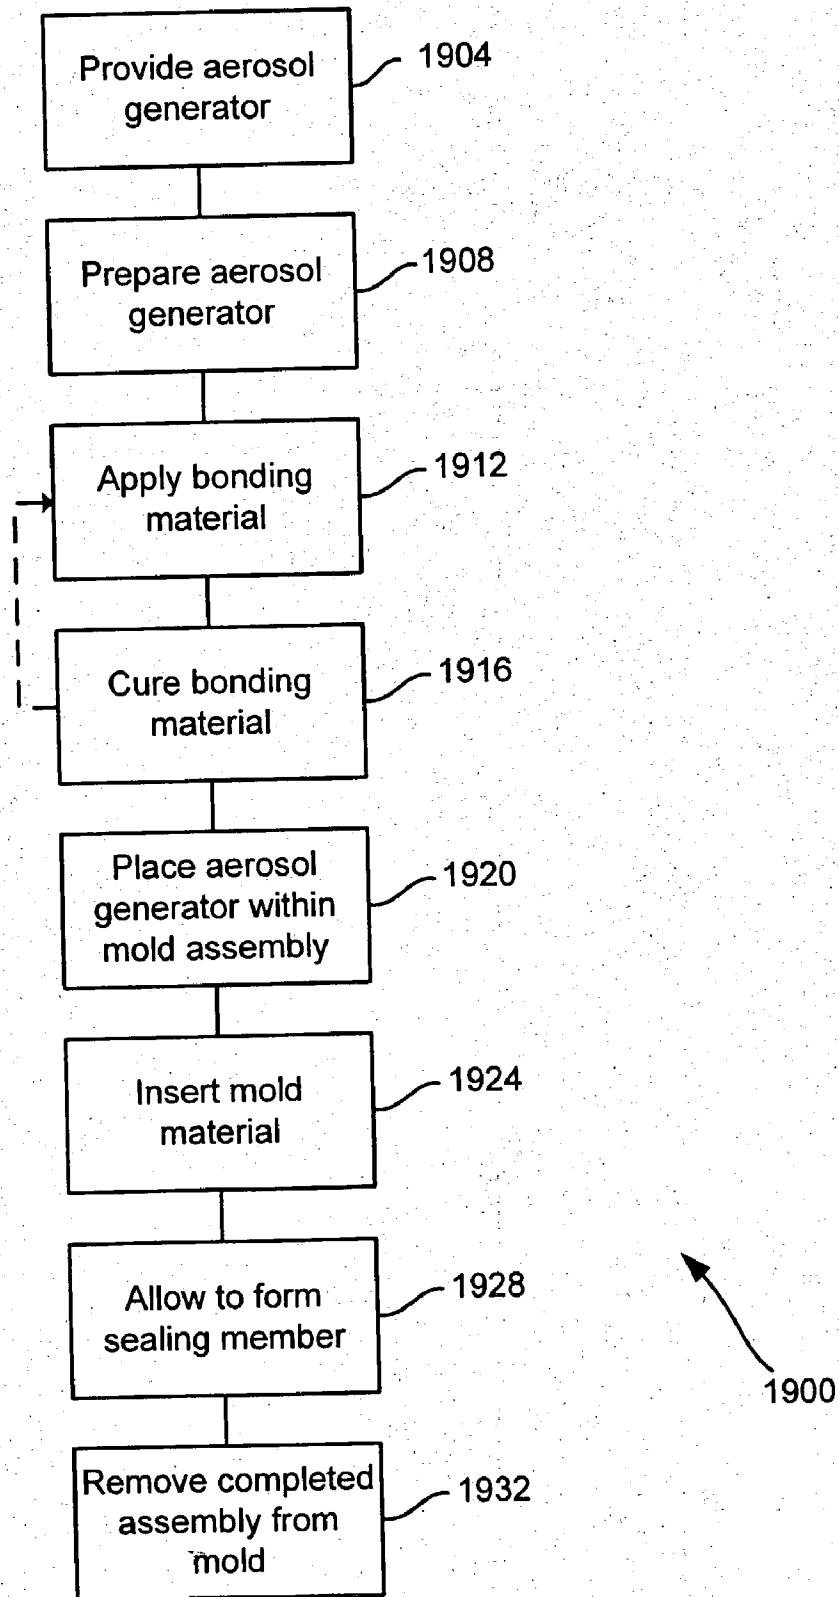 Provide aerosol
generator
1904
Prepare aerosol
generator
1908
Apply bonding
material
1912
Cure bonding
material
1916
Place aerosol
generator within
mold assembly
1920
Insert mold
material
1924
Allow to form
sealing member
1928
1900
Remove completed
assembly from
mold
1932